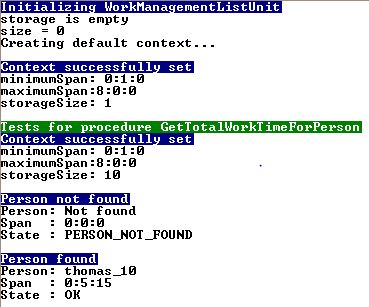 Initializing WorkManagementListUnit
storage is empty
size = 0
Creating default context...
Context successfully set
minimumSpan: 0:1:0
maximumSpan:8:0:0
storageSize: 1
Tests for procedure GetTotalWorkTimeForPerson
Context successfully set
minimumSpan: 0:1:0
maximumSpan:8:0:0
storageSize: 10
Person not found
Person: Not found
Span  : 0:0:0
State : PERSON_NOT_FOUND
Person found
Person: thomas_10
Span  : 0:5:15
State : OK